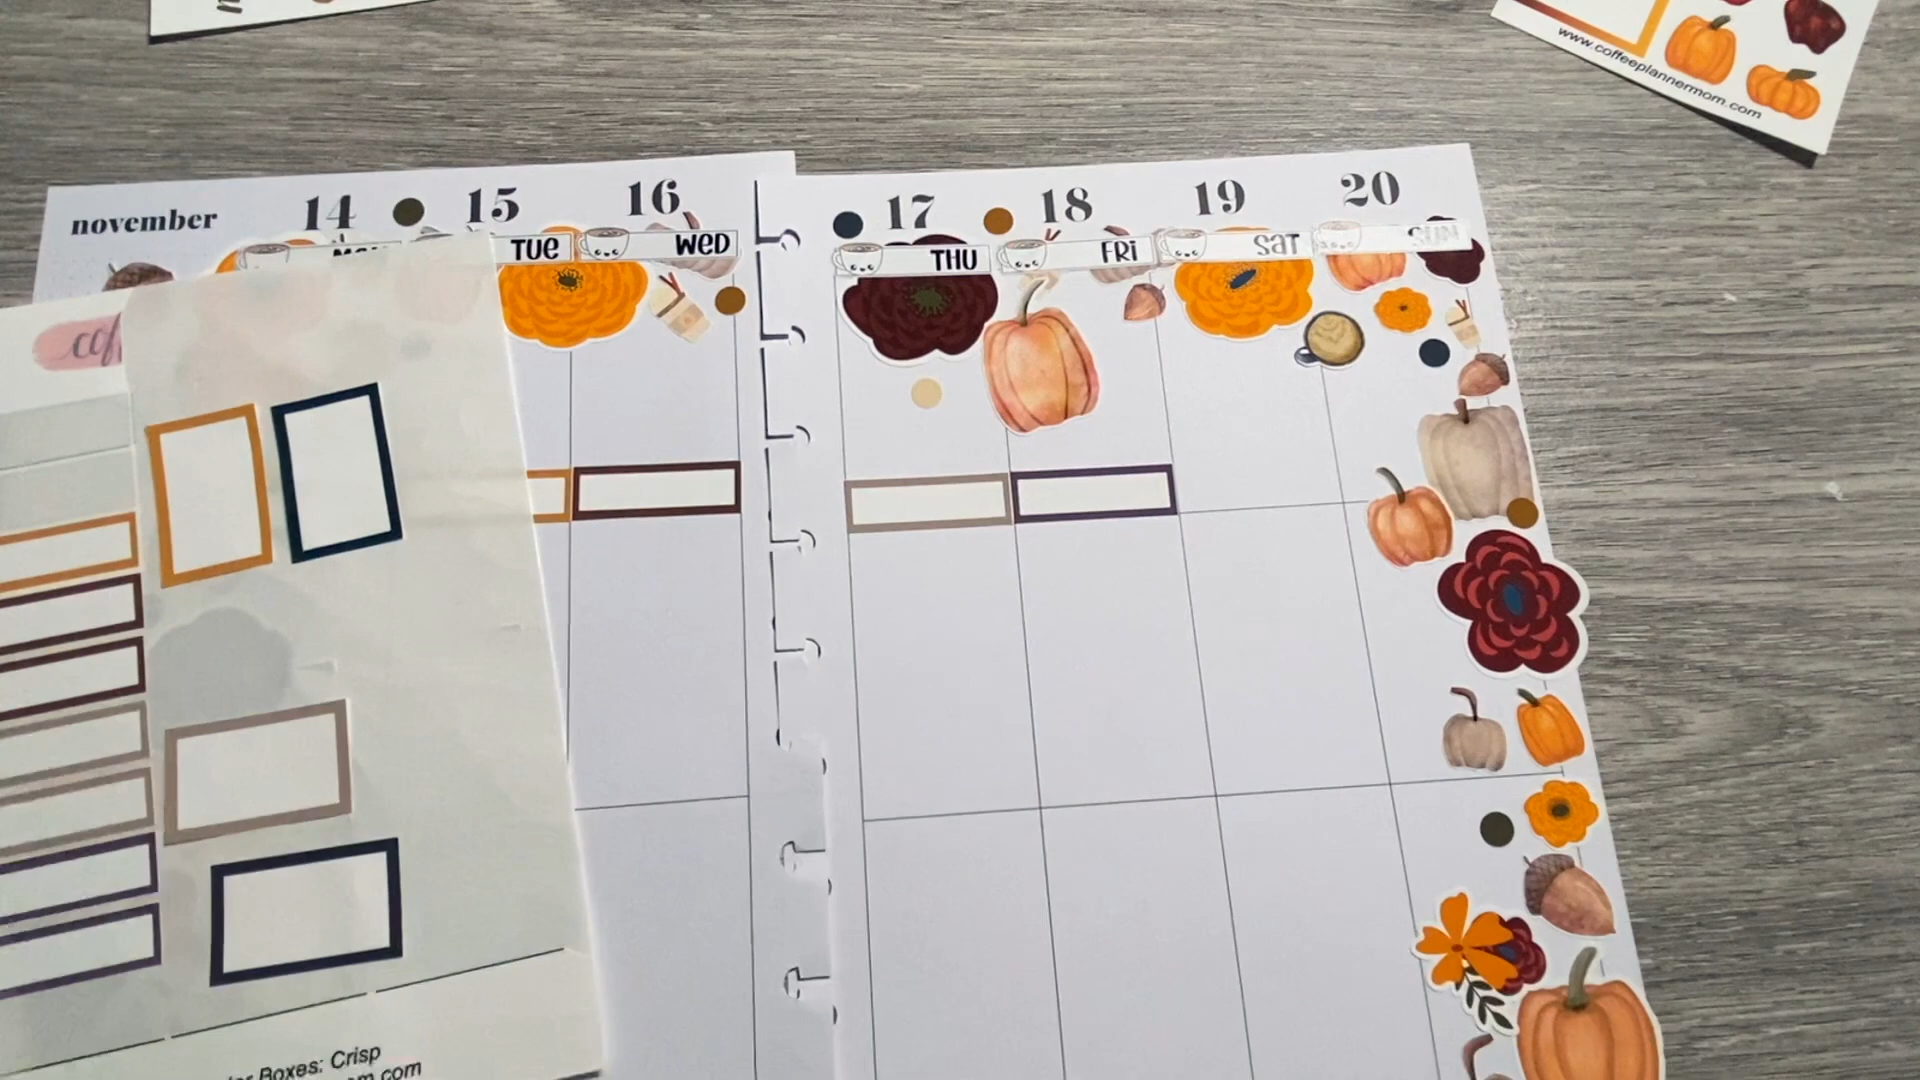 www.coffeeplannermom.com
november 14 15 16 17 18 19 20
TUE WED THU FRI SAT SUN
Boxes: Crisp
.com